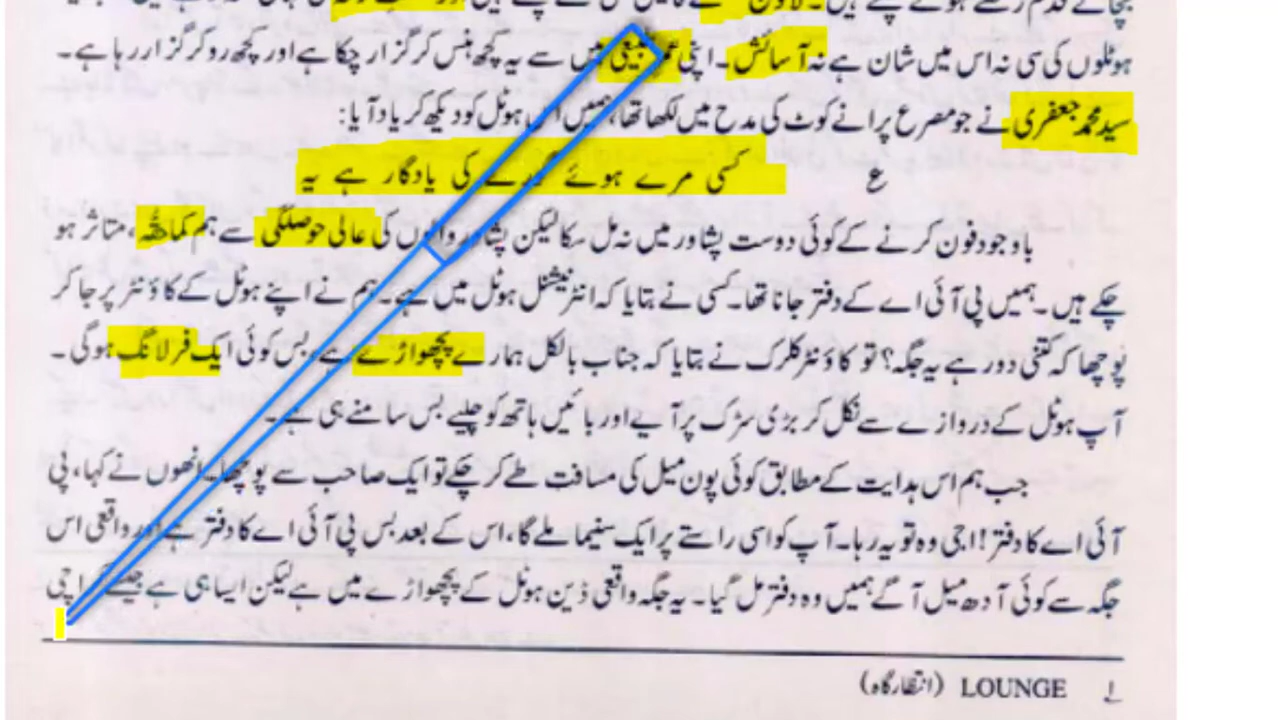 ہوٹلوں کی سی نہ اس میں شان ہے نہ آسائش۔ اپنی عمر طبیعی میں سے یہ کچھ ہنس کر گزار چکا ہے اور کچھ رو کر گزار رہا ہے۔
سید محمد جعفری نے جو مصرع پرانے کوٹ کی مدح میں لکھا تھا، ہمیں اس ہوٹل کو دیکھ کر یاد آیا:
ع کسی مرے ہوئے گورے کی یادگار ہے یہ
باوجود فون کرنے کے کوئی دوست پشاور میں نہ مل سکا لیکن پشاور والوں کی عالی حوصلگی سے ہم کماحقہٗ، متاثر ہو
چکے ہیں۔ ہمیں پی آئی اے کے دفتر جانا تھا۔ کسی نے بتایا کہ انٹرنیشنل ہوٹل میں ہے۔ ہم نے اپنے ہوٹل کے کاؤنٹر پر جا کر
پوچھا کہ کتنی دور ہے یہ جگہ؟ تو کاؤنٹر کلرک نے بتایا کہ جناب بالکل ہمارے پچھواڑے ہے، بس کوئی ایک فرلانگ ہوگی۔
آپ ہوٹل کے دروازے سے نکل کر بڑی سڑک پر آیے اور بائیں ہاتھ کو چلیے بس سامنے ہی ہے۔
جب ہم اس ہدایت کے مطابق کوئی پون میل کی مسافت طے کر چکے تو ایک صاحب سے پوچھا۔ انھوں نے کہا، پی
آئی اے کا دفتر! اجی وہ تو یہ رہا۔ آپ کو اسی راستے پر ایک سنیما ملے گا، اس کے بعد بس پی آئی اے کا دفتر ہے اور واقعی اس
جگہ سے کوئی آدھ میل آگے ہمیں وہ دفتر مل گیا۔ یہ جگہ واقعی ڈین ہوٹل کے پچھواڑے میں ہے لیکن ایسا ہی ہے جیسے کراچی
۱ LOUNGE (انتظارگاہ)